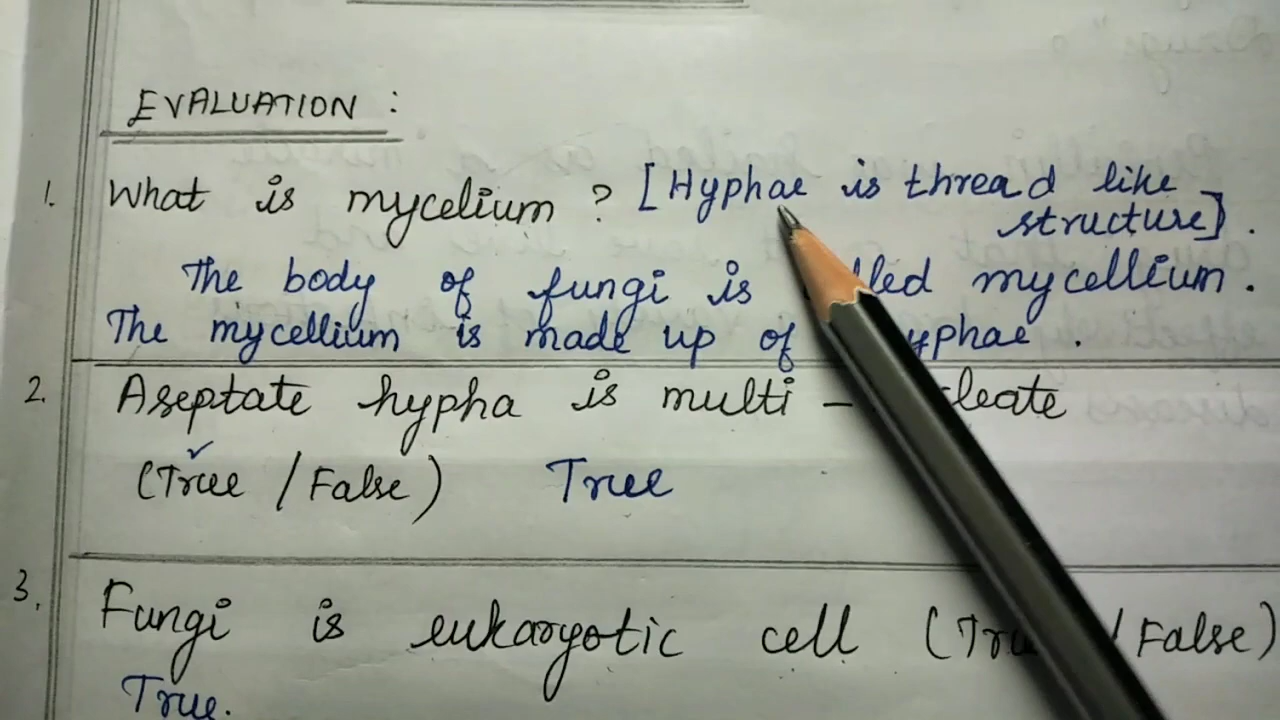 EVALUATION :
1. What is mycelium ? [Hyphae is thread like
structure].
The body of fungi is mycellium.
The mycellium is made up of
2. Aseptate hypha is multi -
(True / False) True
3. Fungi is eukaryotic cell ( / False)
True.